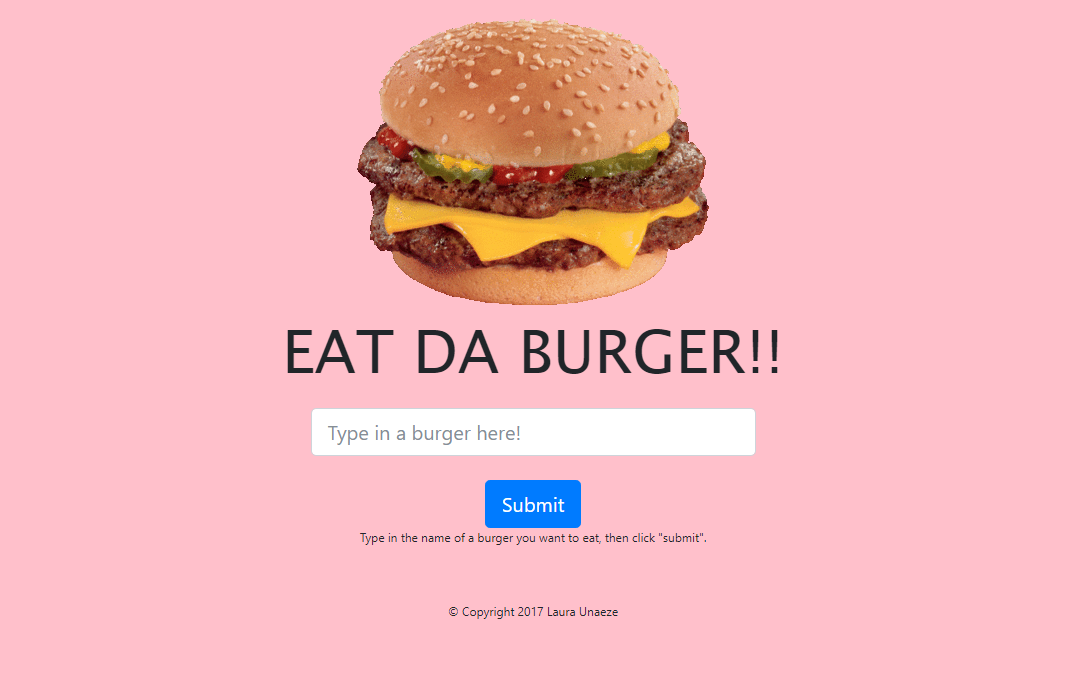 EAT DA BURGER!!
Type in a burger here!
Submit
Type in the name of a burger you want to eat, then click "submit".
© Copyright 2017 Laura Unaeze